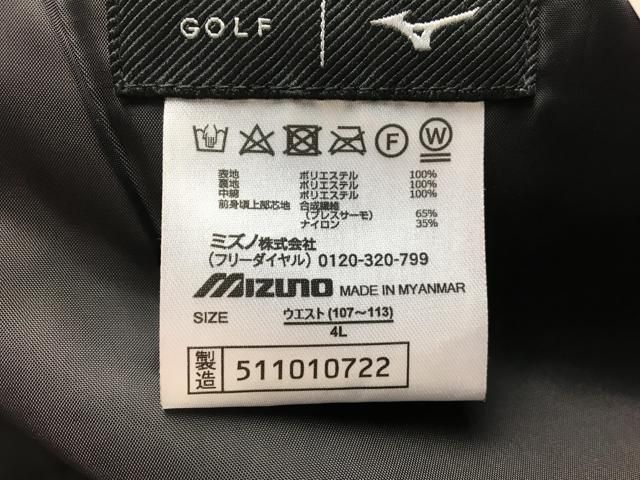 GOLF
F W
表地 ポリエステル 100%
裏地 ポリエステル 100%
中綿 ポリエステル 100%
前身頃上部芯地 合成繊維
(ブレスサーモ) 65%
ナイロン 35%
ミズノ株式会社
(フリーダイヤル) 0120-320-799
MIZUNO MADE IN MYANMAR
SIZE ウエスト(107~113)
4L
製造 511010722